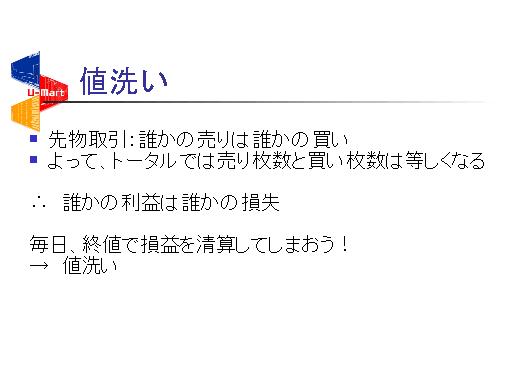 値洗い
U-Mart
先物取引：誰かの売りは誰かの買い
よって、トータルでは売り枚数と買い枚数は等しくなる
∴　誰かの利益は誰かの損失
毎日、終値で損益を清算してしまおう！
→　値洗い